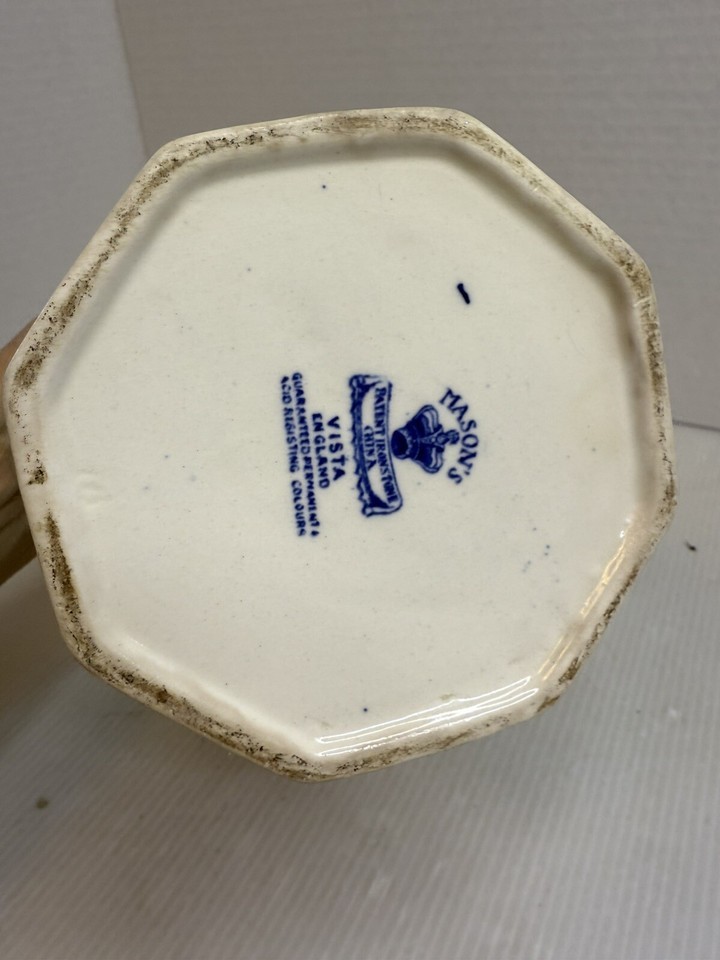 MASON'S
PATENT IRONSTONE
CHINA
VISTA
ENGLAND
GUARANTEED PERMANENT &
ACID RESISTING COLOURS